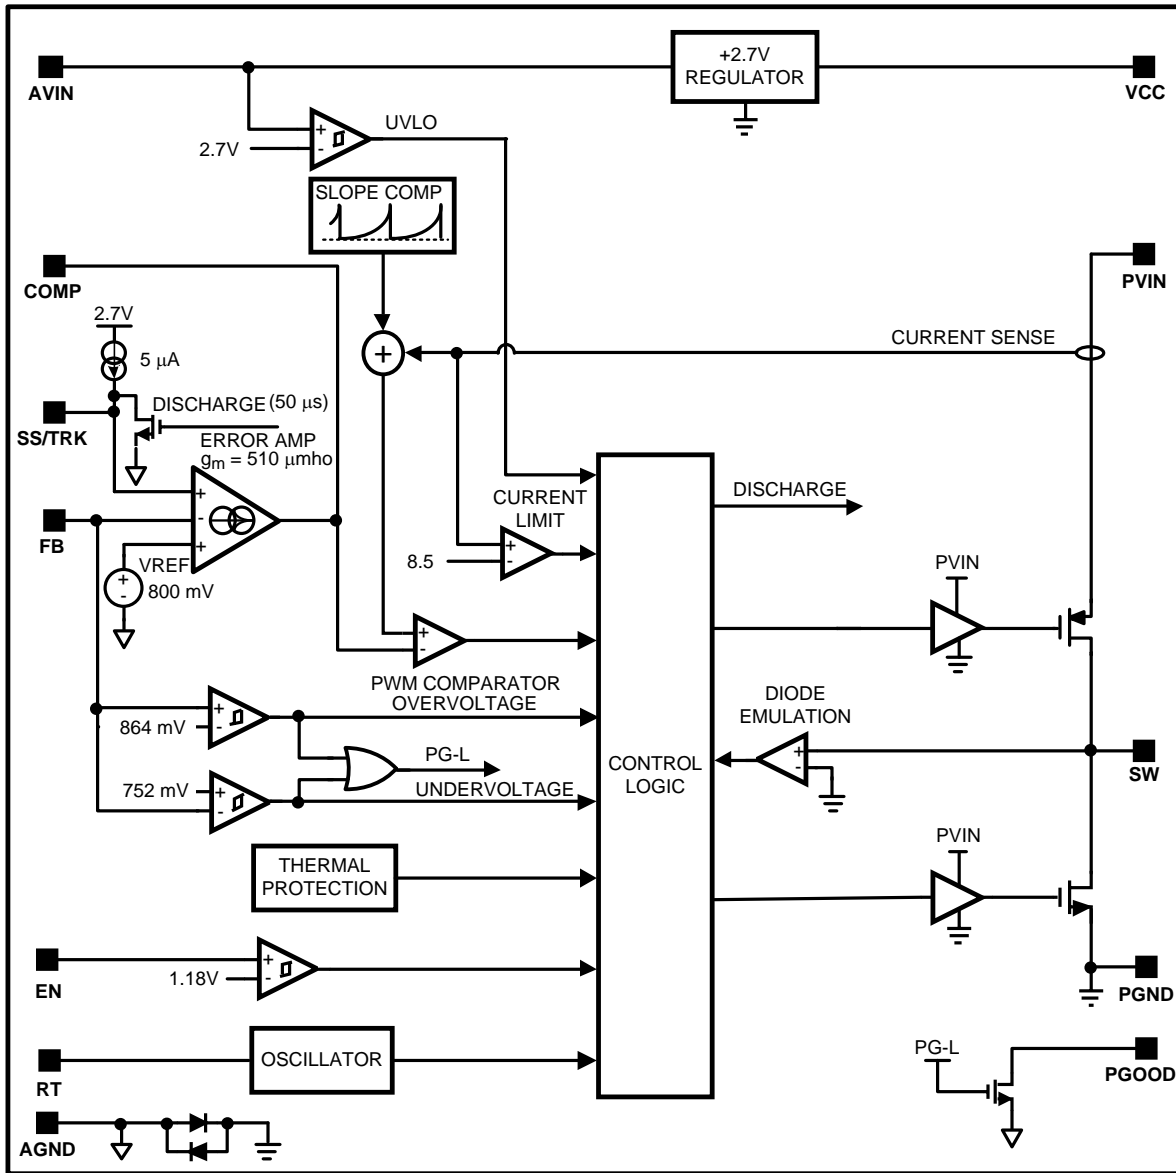 +2.7V
REGULATOR
AVIN
VCC
UVLO
+
-
2.7V
SLOPE COMP
COMP
PVIN
2.7V
5 μA
+
CURRENT SENSE
DISCHARGE (50 μs)
SS/TRK
ERROR AMP
gm = 510 μmho
+
-
+
FB
VREF
800 mV
+
-
CURRENT
LIMIT
8.5
+
-
DISCHARGE
PVIN
+
-
PWM COMPARATOR
OVERVOLTAGE
864 mV
+
-
PG-L
752 mV
+
-
UNDERVOLTAGE
CONTROL
LOGIC
DIODE
EMULATION
+
-
SW
PVIN
THERMAL
PROTECTION
EN
1.18V
+
-
PGND
RT
OSCILLATOR
PG-L
PGOOD
AGND